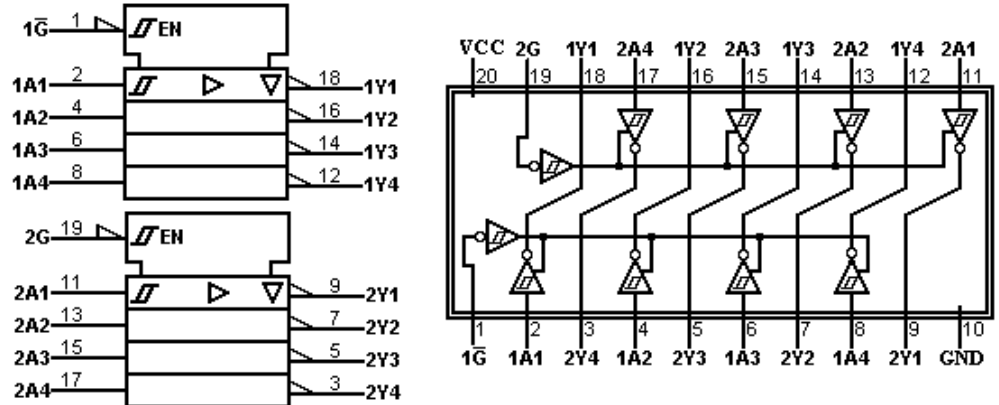 1G̅ 1 EN
1A1 2 18 1Y1
1A2 4 16 1Y2
1A3 6 14 1Y3
1A4 8 12 1Y4
2G 19 EN
2A1 11 9 2Y1
2A2 13 7 2Y2
2A3 15 5 2Y3
2A4 17 3 2Y4
VCC 2G 1Y1 2A4 1Y2 2A3 1Y3 2A2 1Y4 2A1
20 19 18 17 16 15 14 13 12 11
1 2 3 4 5 6 7 8 9 10
1G̅ 1A1 2Y4 1A2 2Y3 1A3 2Y2 1A4 2Y1 GND